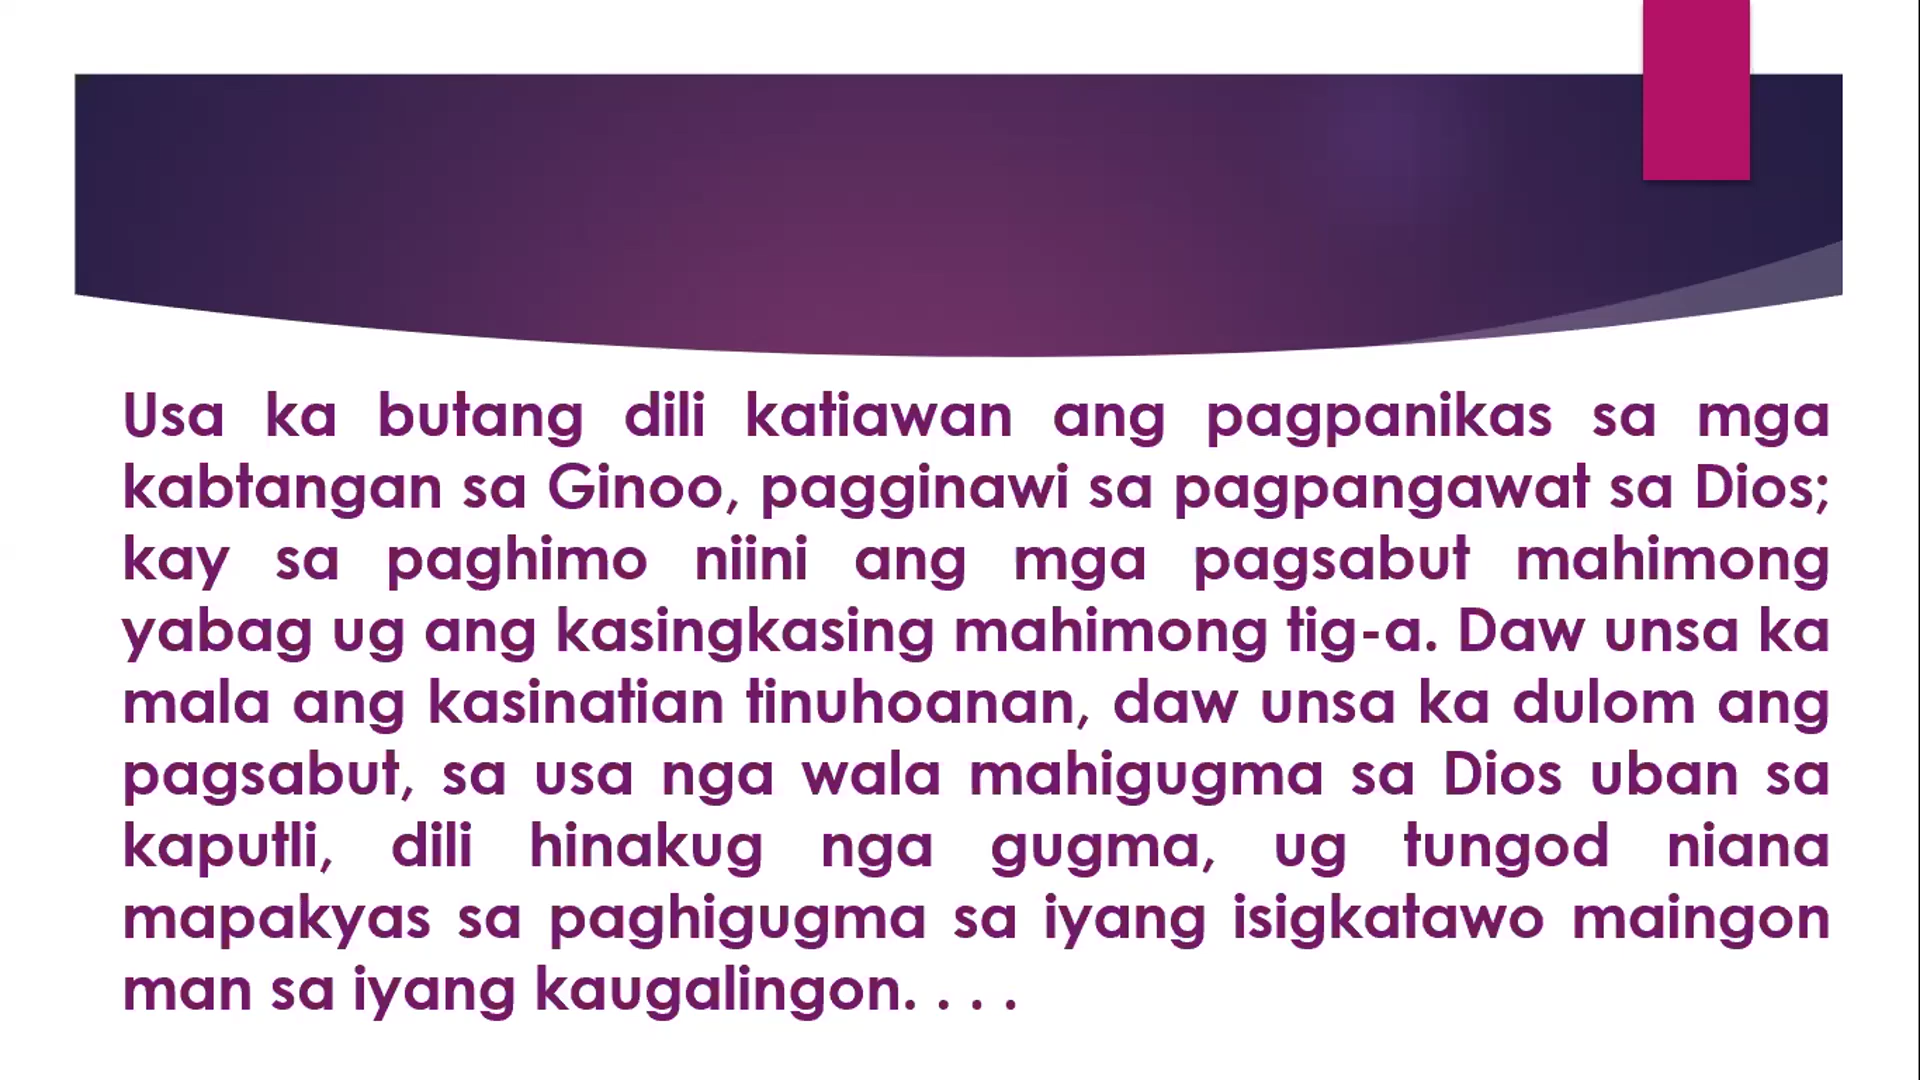 Usa ka butang dili katiawan ang pagpanikas sa mga
kabtangan sa Ginoo, pagginawi sa pagpangawat sa Dios;
kay sa paghimo niini ang mga pagsabut mahimong
yabag ug ang kasingkasing mahimong tig-a. Daw unsa ka
mala ang kasinatian tinuhoanan, daw unsa ka dulom ang
pagsabut, sa usa nga wala mahigugma sa Dios uban sa
kaputli, dili hinakug nga gugma, ug tungod niana
mapakyas sa paghigugma sa iyang isigkatawo maingon
man sa iyang kaugalingon. . . .